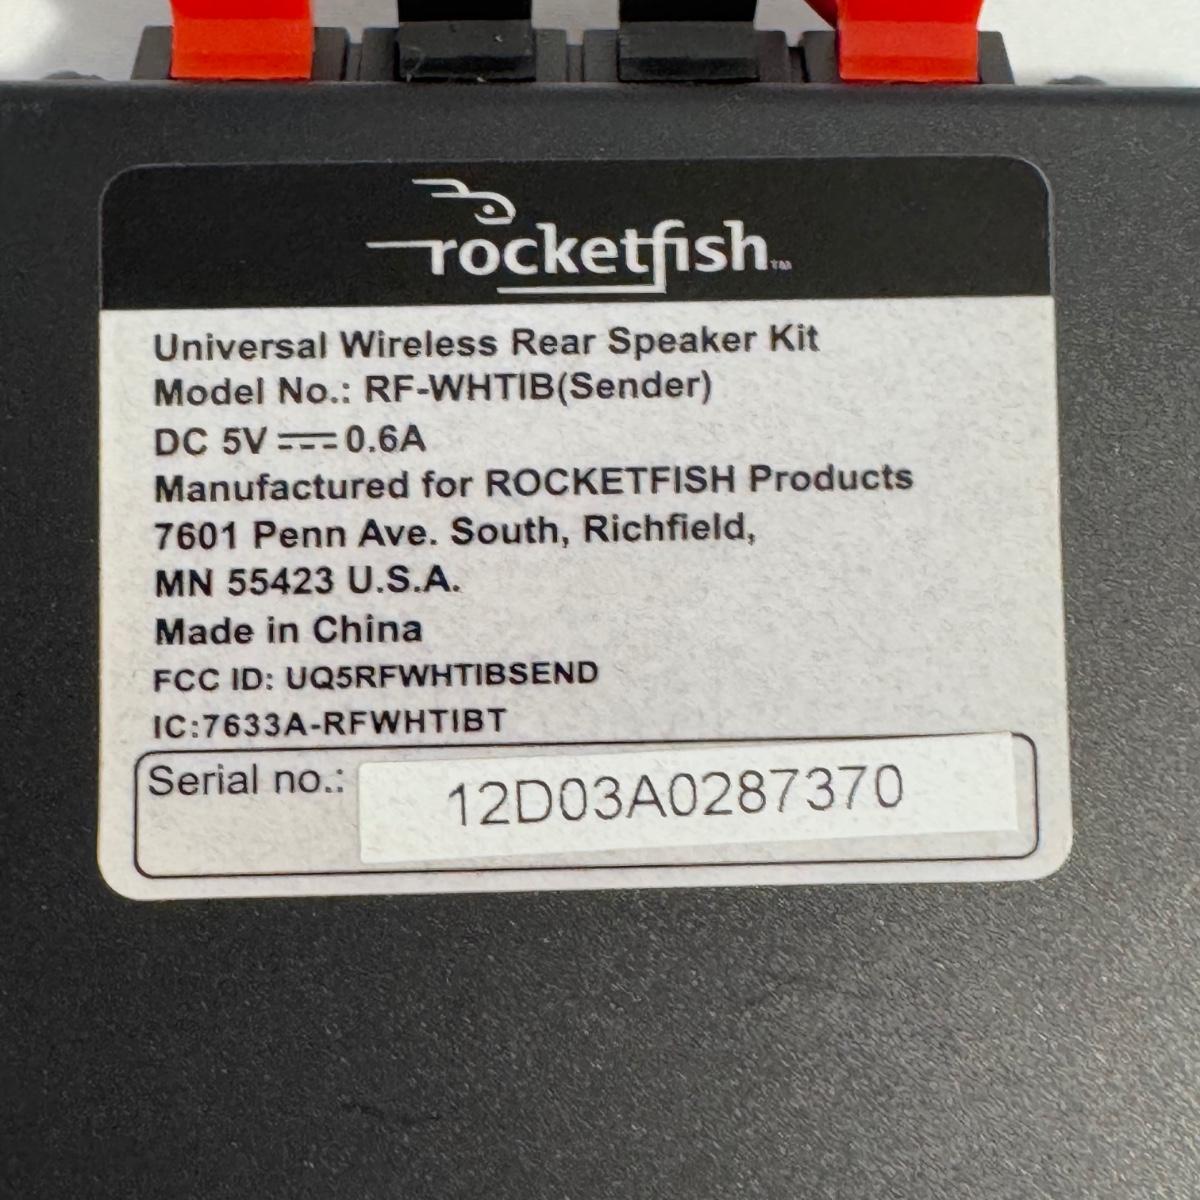 rocketfish™
Universal Wireless Rear Speaker Kit
Model No.: RF-WHTIB(Sender)
DC 5V ⎓ 0.6A
Manufactured for ROCKETFISH Products
7601 Penn Ave. South, Richfield,
MN 55423 U.S.A.
Made in China
FCC ID: UQ5RFWHTIBSEND
IC:7633A-RFWHTIBT
Serial no.: 12D03A0287370